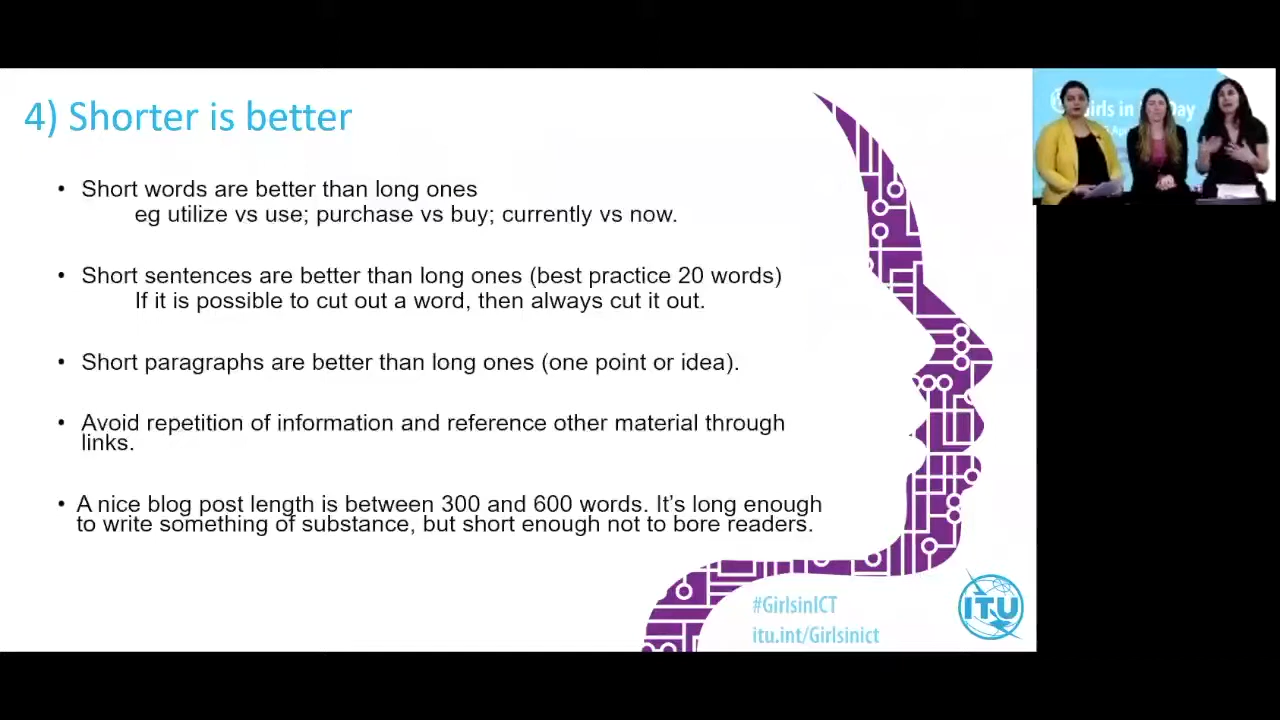 4) Shorter is better
• Short words are better than long ones
eg utilize vs use; purchase vs buy; currently vs now.
• Short sentences are better than long ones (best practice 20 words)
If it is possible to cut out a word, then always cut it out.
• Short paragraphs are better than long ones (one point or idea).
• Avoid repetition of information and reference other material through
links.
• A nice blog post length is between 300 and 600 words. It’s long enough
to write something of substance, but short enough not to bore readers.
#GirlsinICT
itu.int/Girlsinict
ITU
Girls in Day